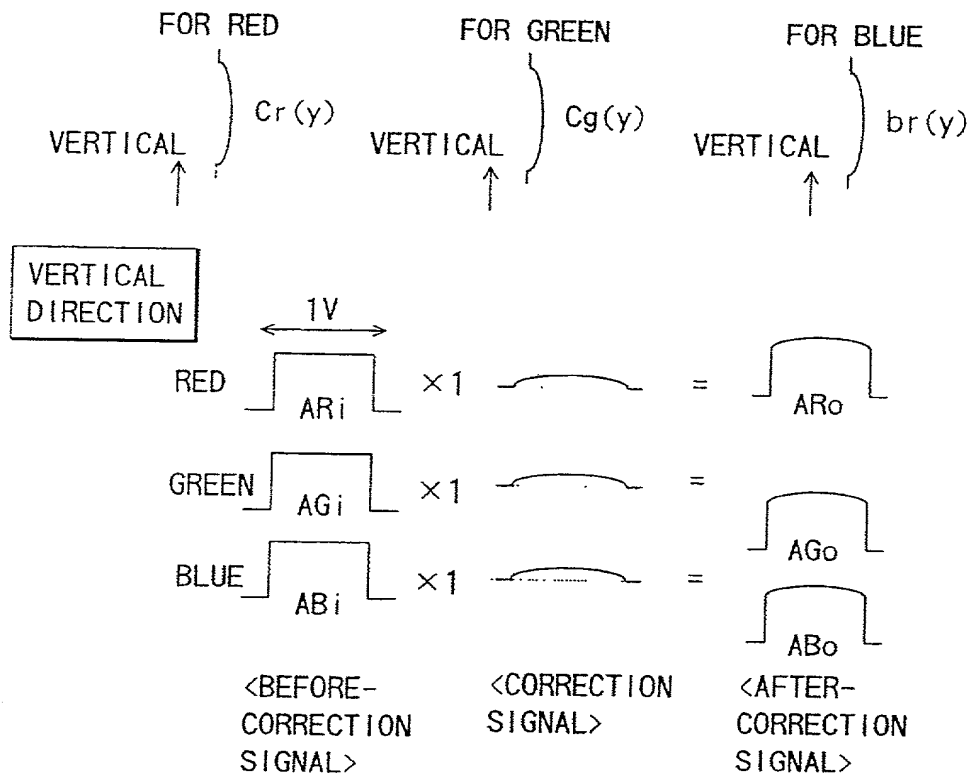 FOR RED FOR GREEN FOR BLUE
Cr(y) Cg(y) br(y)
VERTICAL VERTICAL VERTICAL
VERTICAL
DIRECTION
1V
RED ARi ×1 = ARo
GREEN AGi ×1 = AGo
BLUE ABi ×1 = ABo
<BEFORE-
CORRECTION
SIGNAL>
<CORRECTION
SIGNAL>
<AFTER-
CORRECTION
SIGNAL>